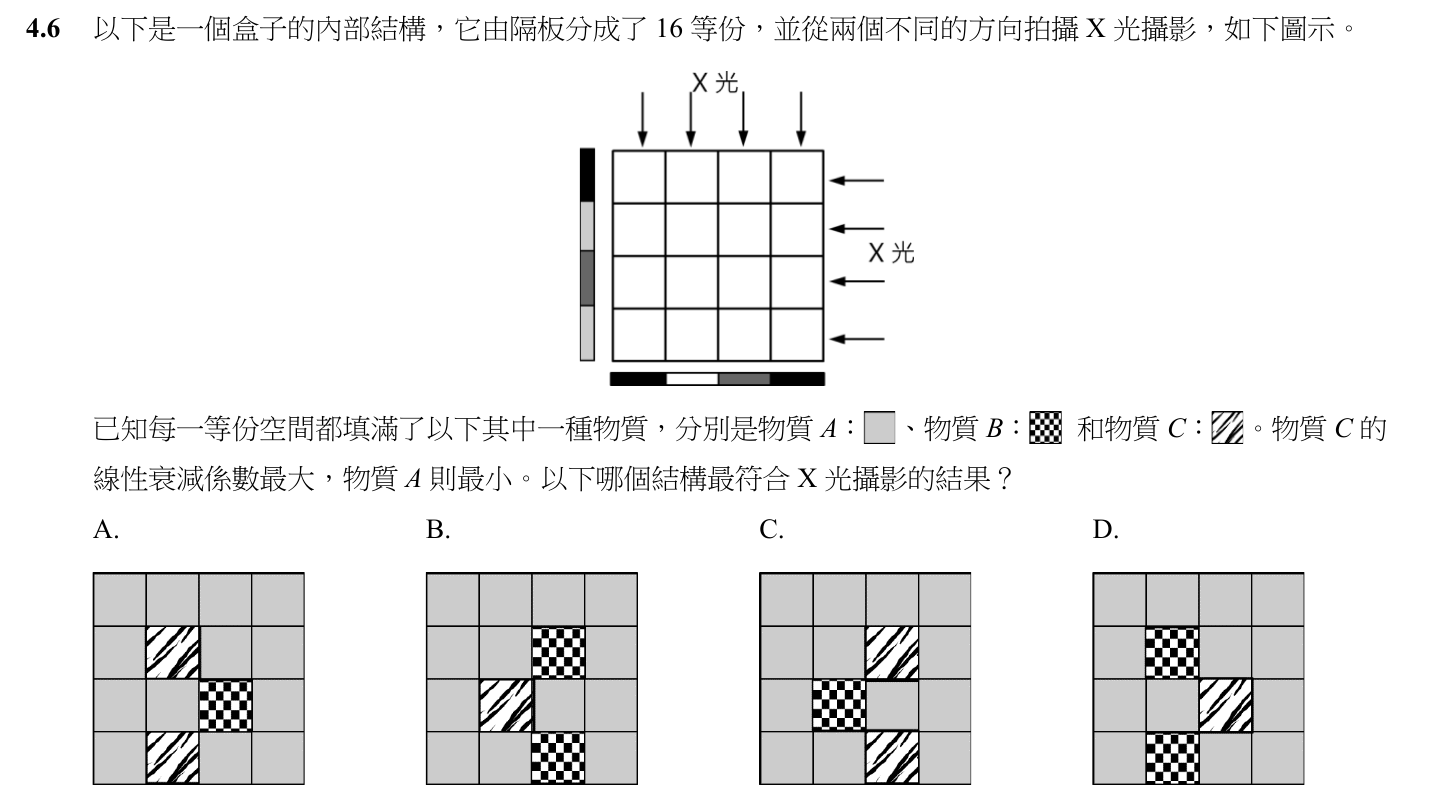 4.6 以下是一個盒子的內部結構,它由隔板分成了 16 等份,並從兩個不同的方向拍攝 X 光攝影,如下圖示。
X 光
X 光
已知每一等份空間都填滿了以下其中一種物質,分別是物質 A:、物質 B: 和物質 C:。物質 C 的
線性衰減係數最大,物質 A 則最小。以下哪個結構最符合 X 光攝影的結果?
A. B. C. D.